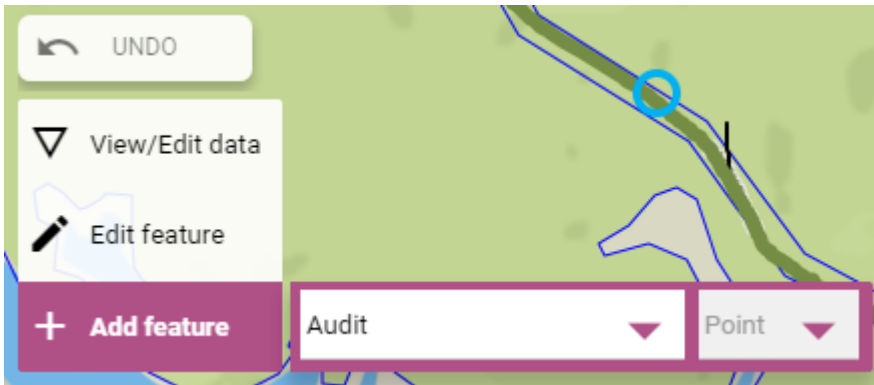 UNDO
View/Edit data
Edit feature
Add feature
Audit
Point